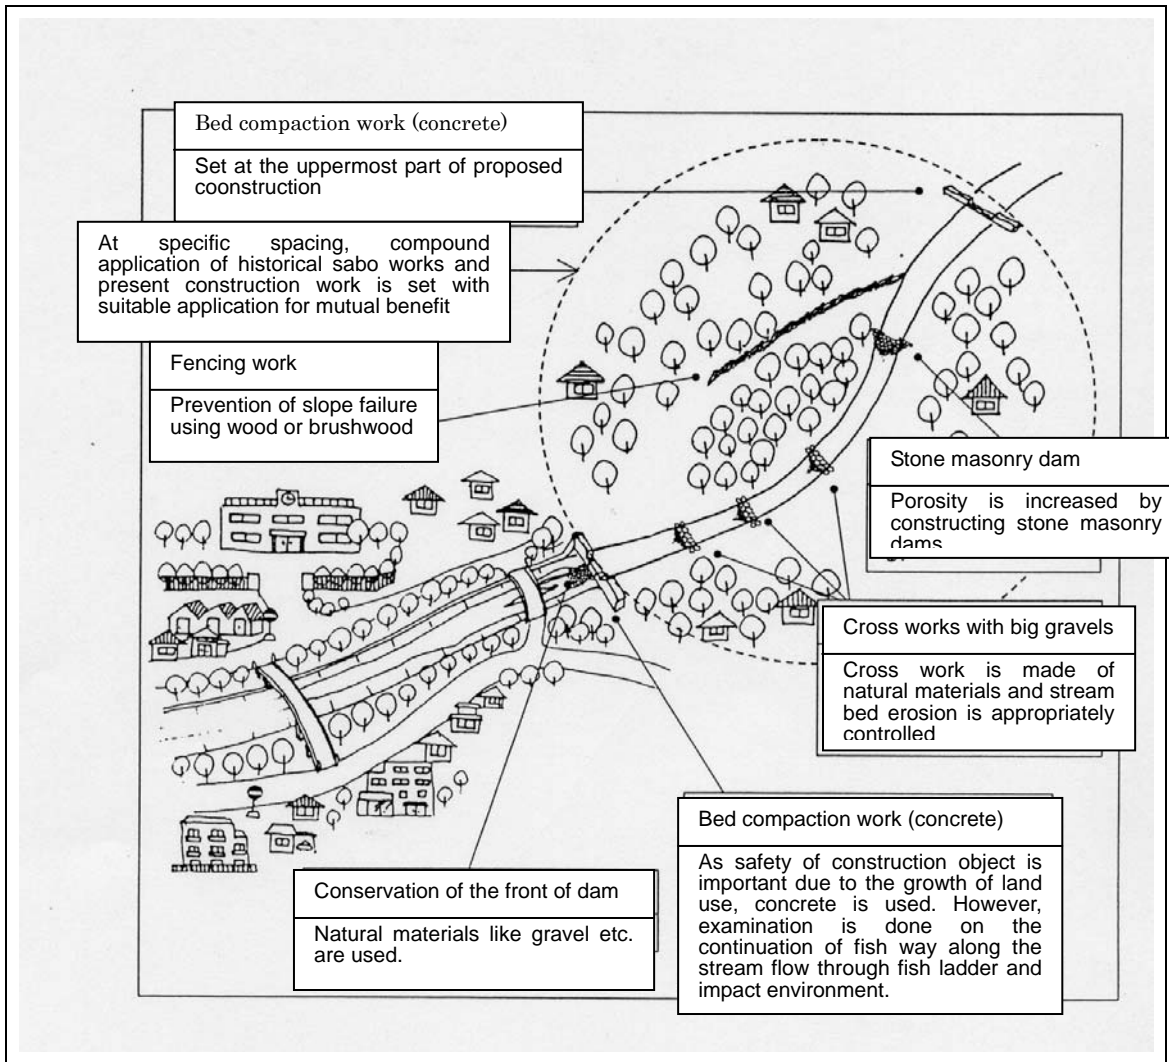 Bed compaction work (concrete)
Set at the uppermost part of proposed
coonstruction
At specific spacing, compound
application of historical sabo works and
present construction work is set with
suitable application for mutual benefit
Fencing work
Prevention of slope failure
using wood or brushwood
Stone masonry dam
Porosity is increased by
constructing stone masonry
dams
Cross works with big gravels
Cross work is made of
natural materials and stream
bed erosion is appropriately
controlled
Bed compaction work (concrete)
As safety of construction object is
important due to the growth of land
use, concrete is used. However,
examination is done on the
continuation of fish way along the
stream flow through fish ladder and
impact environment.
Conservation of the front of dam
Natural materials like gravel etc.
are used.